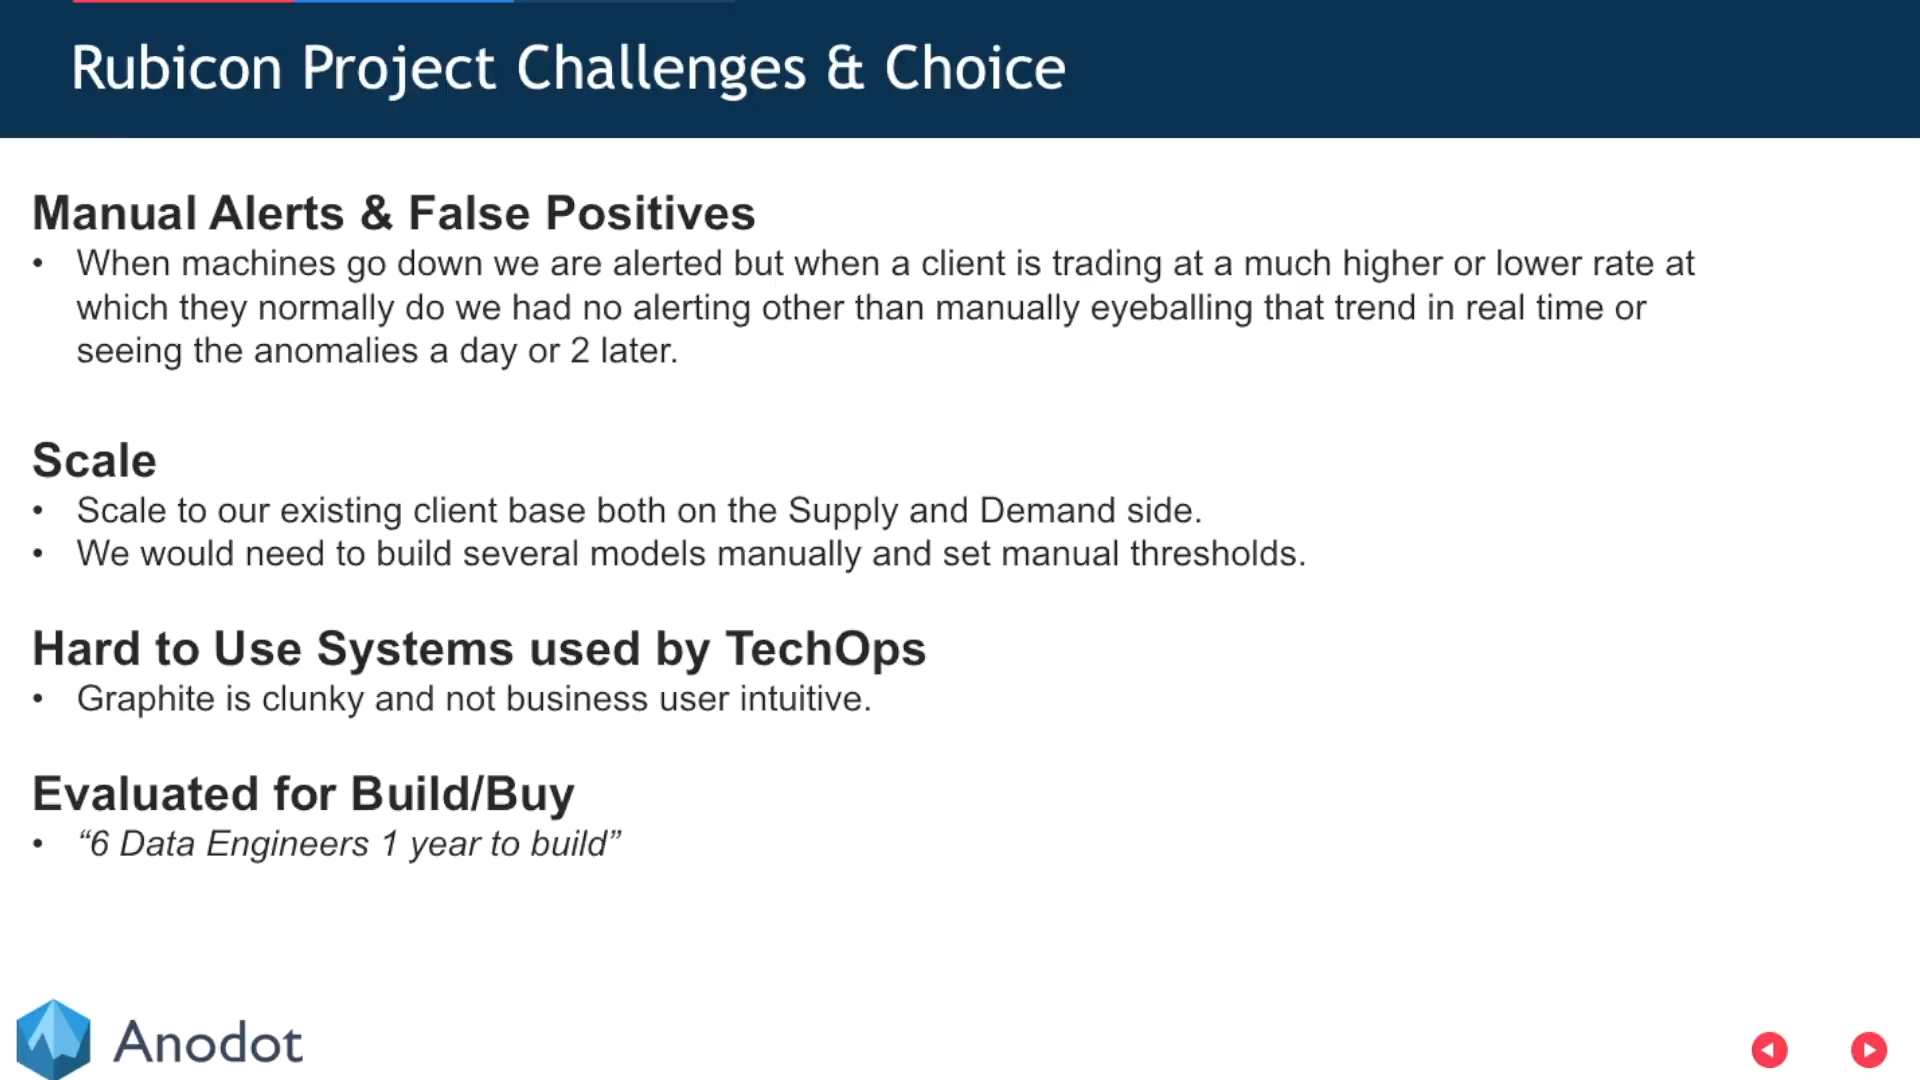 Rubicon Project Challenges & Choice
Manual Alerts & False Positives
• When machines go down we are alerted but when a client is trading at a much higher or lower rate at
which they normally do we had no alerting other than manually eyeballing that trend in real time or
seeing the anomalies a day or 2 later.
Scale
• Scale to our existing client base both on the Supply and Demand side.
• We would need to build several models manually and set manual thresholds.
Hard to Use Systems used by TechOps
• Graphite is clunky and not business user intuitive.
Evaluated for Build/Buy
• “6 Data Engineers 1 year to build”
Anodot